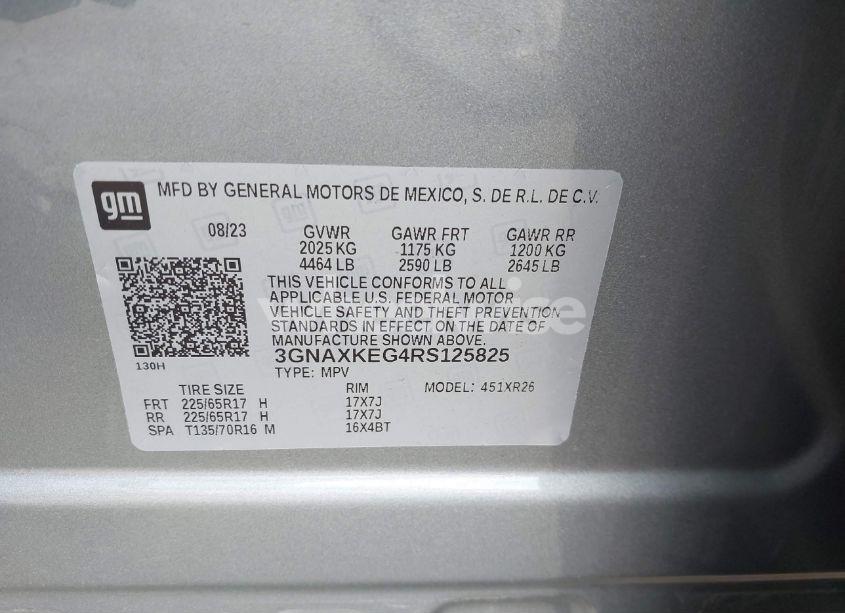 gm
MFD BY GENERAL MOTORS DE MEXICO, S. DE R.L. DE C.V.
08/23 GVWR GAWR FRT GAWR RR
2025 KG 1175 KG 1200 KG
4464 LB 2590 LB 2645 LB
THIS VEHICLE CONFORMS TO ALL
APPLICABLE U.S. FEDERAL MOTOR
VEHICLE SAFETY AND THEFT PREVENTION
STANDARDS IN EFFECT ON THE DATE OF
MANUFACTURE SHOWN ABOVE.
3GNAXKEG4RS125825
130H
TYPE: MPV
TIRE SIZE RIM MODEL: 451XR26
FRT 225/65R17 H 17X7J
RR 225/65R17 H 17X7J
SPA T135/70R16 M 16X4BT